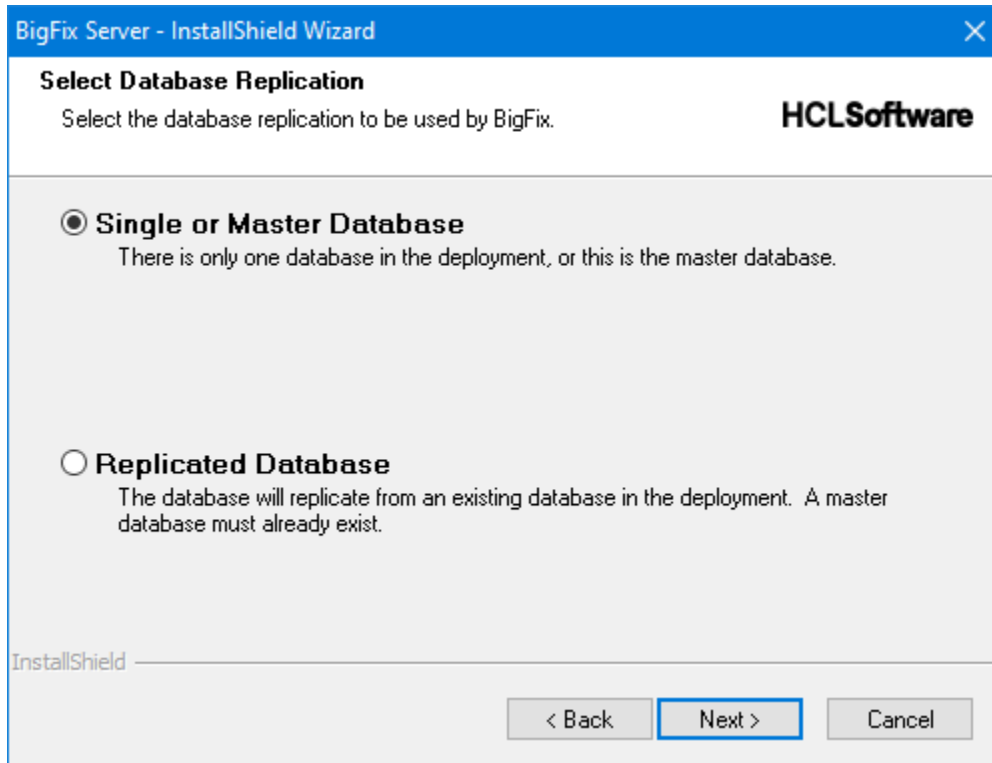 BigFix Server - InstallShield Wizard
Select Database Replication
Select the database replication to be used by BigFix.
HCLSoftware
Single or Master Database
There is only one database in the deployment, or this is the master database.
Replicated Database
The database will replicate from an existing database in the deployment.  A master
database must already exist.
InstallShield
< Back
Next >
Cancel